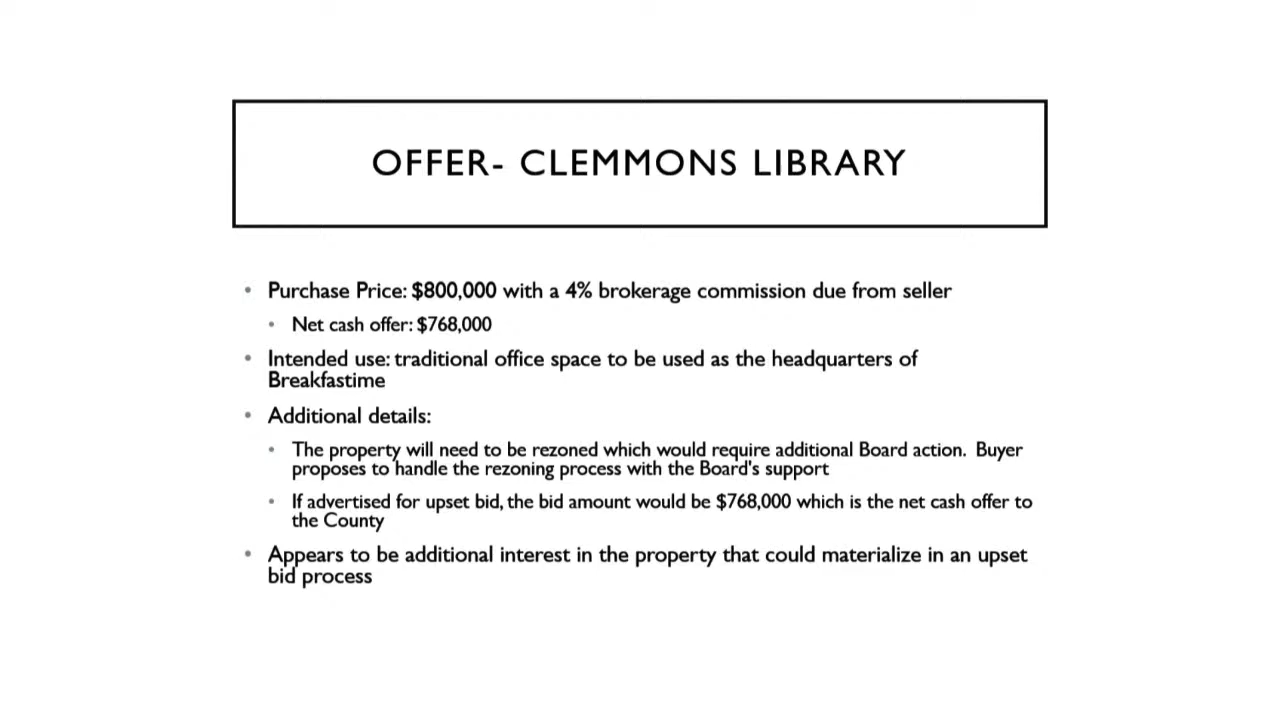 OFFER- CLEMMONS LIBRARY
• Purchase Price: $800,000 with a 4% brokerage commission due from seller
• Net cash offer: $768,000
• Intended use: traditional office space to be used as the headquarters of
Breakfastime
• Additional details:
• The property will need to be rezoned which would require additional Board action.  Buyer
proposes to handle the rezoning process with the Board's support
• If advertised for upset bid, the bid amount would be $768,000 which is the net cash offer to
the County
• Appears to be additional interest in the property that could materialize in an upset
bid process